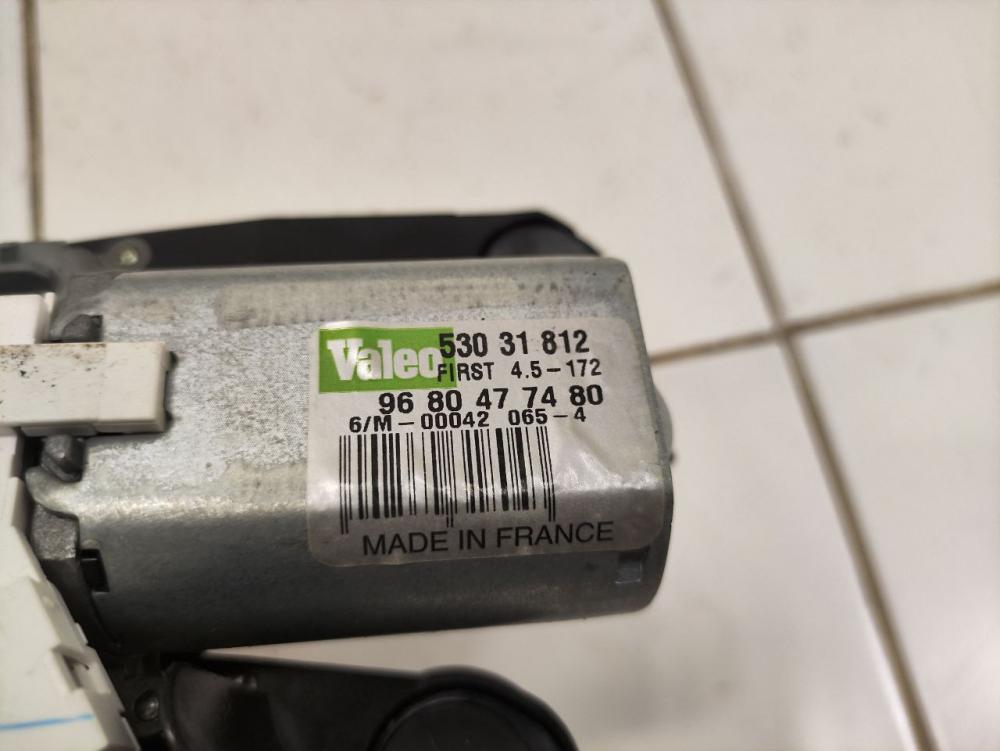 Valeo 530 31 812
FIRST 4.5-172
96 80 47 74 80
6/M-00042 065-4
MADE IN FRANCE